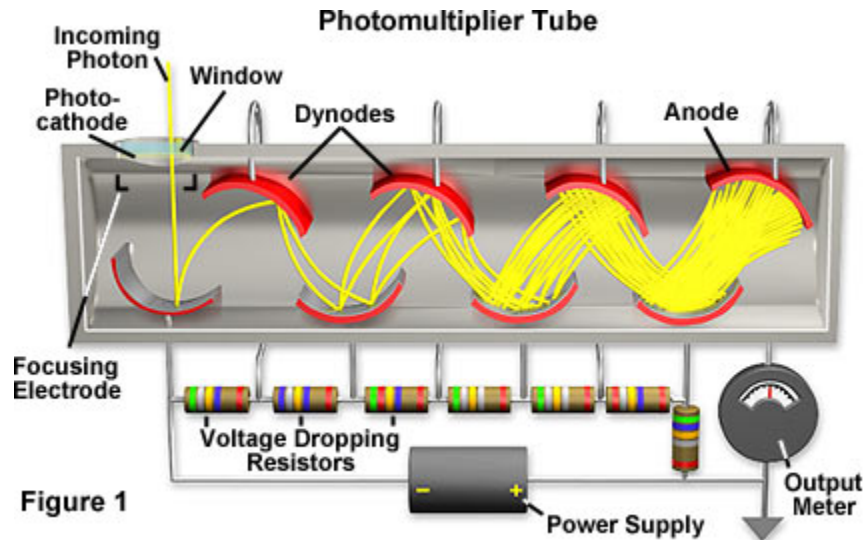 Photomultiplier Tube
Incoming
Photon
Window
Photo-
cathode
Dynodes
Anode
Focusing
Electrode
Voltage Dropping
Resistors
Output
Meter
Power Supply
Figure 1
− +